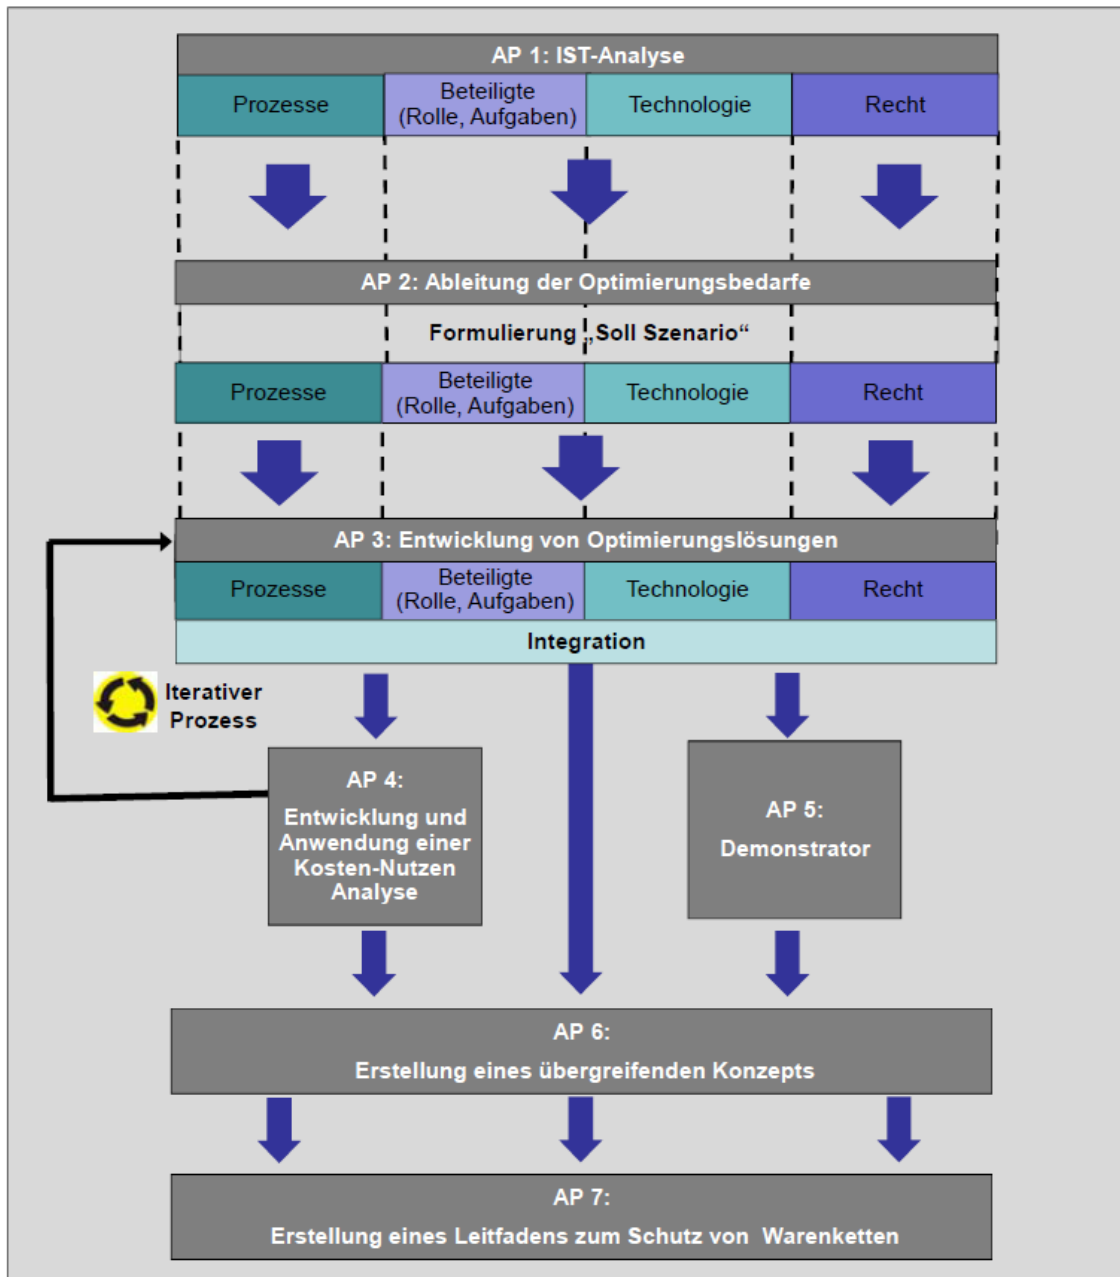 AP 1: IST-Analyse
Prozesse
Beteiligte
(Rolle, Aufgaben)
Technologie
Recht
AP 2: Ableitung der Optimierungsbedarfe
Formulierung „Soll Szenario“
Prozesse
Beteiligte
(Rolle, Aufgaben)
Technologie
Recht
AP 3: Entwicklung von Optimierungslösungen
Prozesse
Beteiligte
(Rolle, Aufgaben)
Technologie
Recht
Integration
Iterativer
Prozess
AP 4:
Entwicklung und
Anwendung einer
Kosten-Nutzen
Analyse
AP 5:
Demonstrator
AP 6:
Erstellung eines übergreifenden Konzepts
AP 7:
Erstellung eines Leitfadens zum Schutz von Warenketten